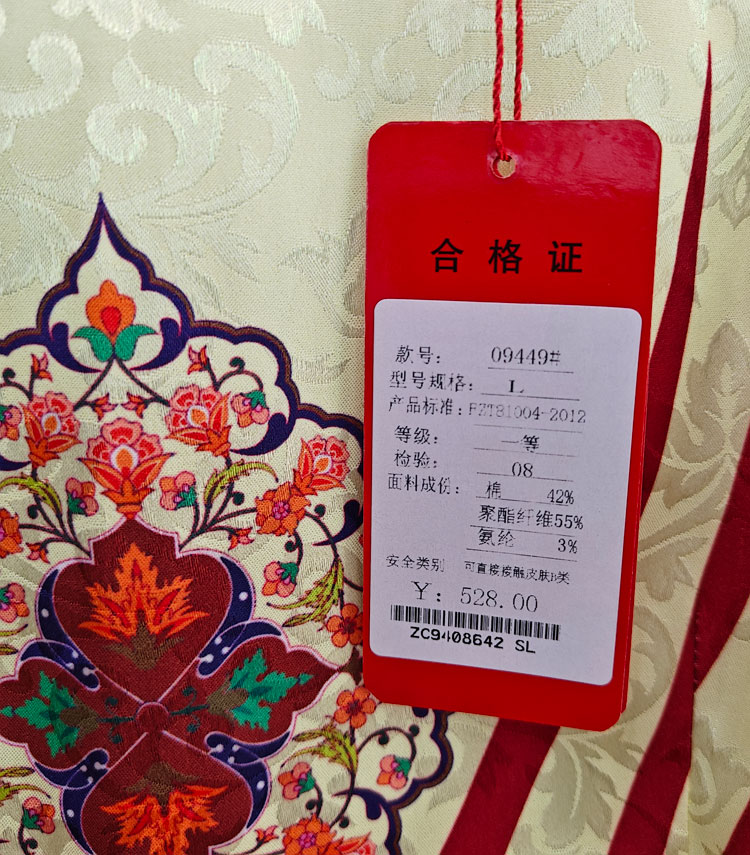 合格证
款号： 09449#
型号规格： L
产品标准：FZT81004-2012
等级： 一等
检验： 08
面料成份： 棉 42%
聚酯纤维55%
氨纶 3%
安全类别 可直接接触皮肤B类
Y: 528.00
ZC9408642 SL